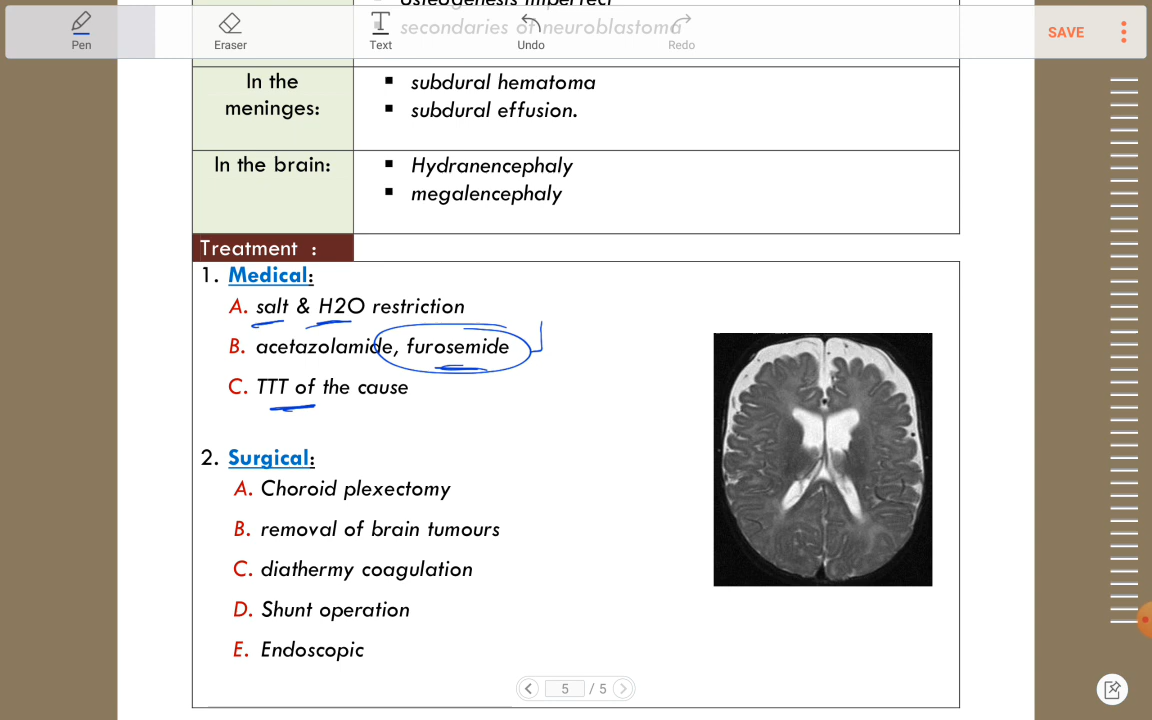 osteogenesis imperfect
Pen
Eraser
Text
Undo
Redo
SAVE
secondaries of neuroblastoma
In the
meninges:
▪ subdural hematoma
▪ subdural effusion.
In the brain:
▪ Hydranencephaly
▪ megalencephaly
Treatment :
1. Medical:
A. salt & H2O restriction
B. acetazolamide, furosemide
C. TTT of the cause
2. Surgical:
A. Choroid plexectomy
B. removal of brain tumours
C. diathermy coagulation
D. Shunt operation
E. Endoscopic
5 / 5